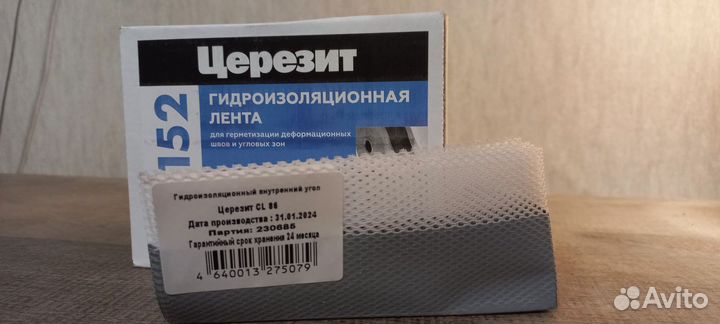 Церезит
152
ГИДРОИЗОЛЯЦИОННАЯ
ЛЕНТА
для герметизации деформационных
швов и угловых зон
Гидроизоляционный внутренний угол
Церезит CL 86
Дата производства : 31.01.2024
Партия: 230685
Гарантийный срок хранения 24 месяца
4 640013 275079
Avito